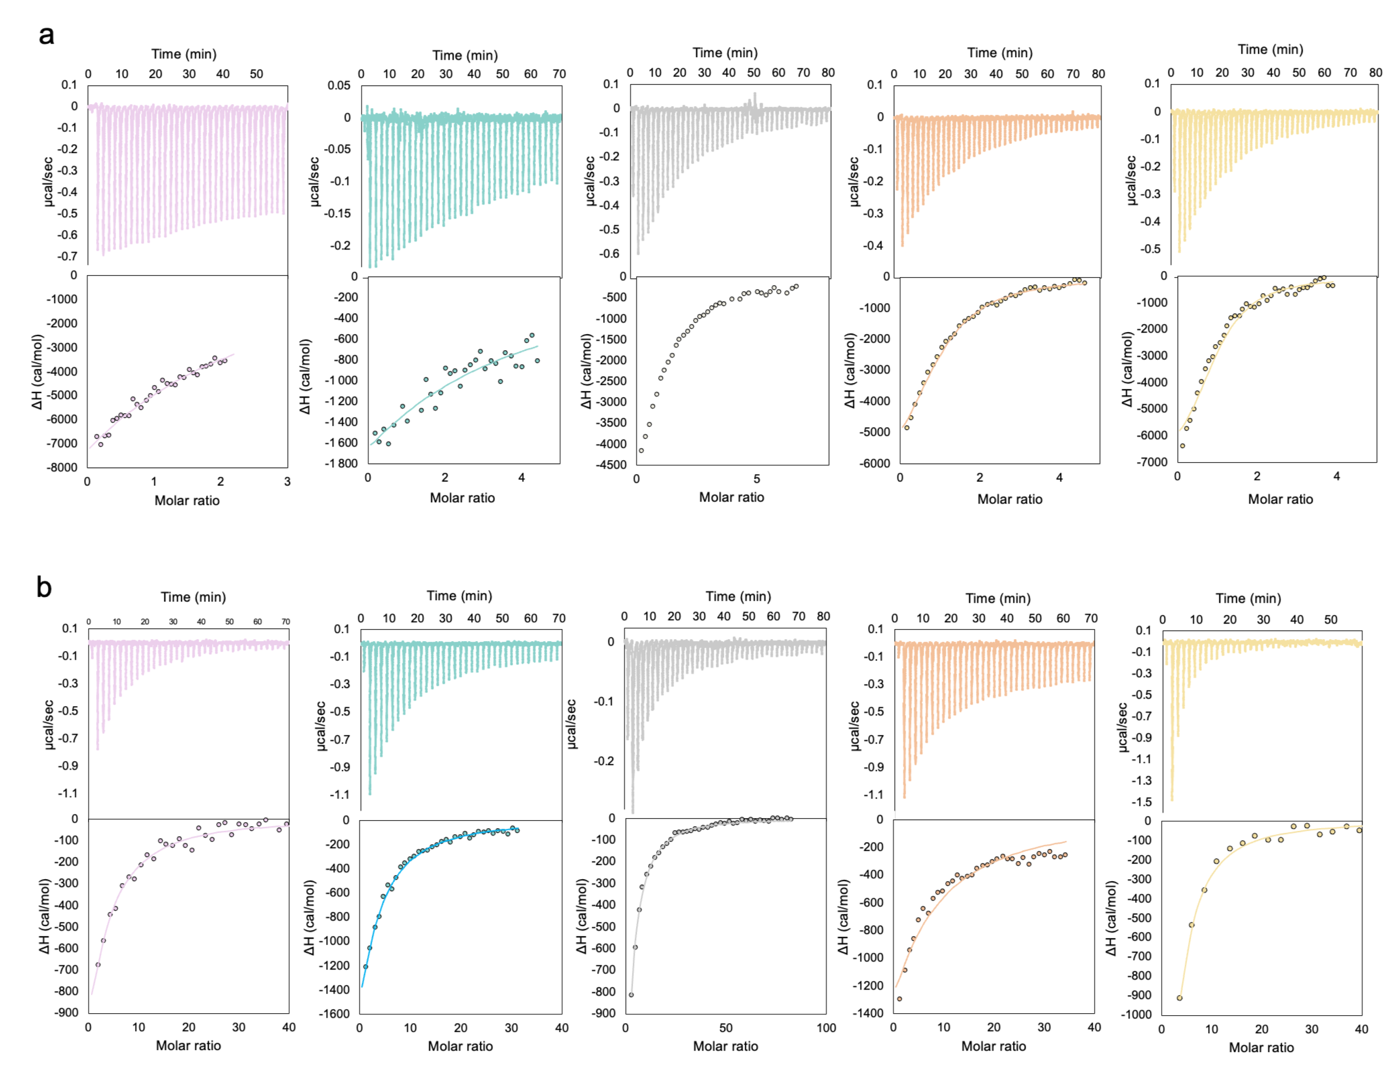 a
Time (min) Time (min) Time (min) Time (min) Time (min)
0 10 20 30 40 50 0 10 20 30 40 50 60 70 0 10 20 30 40 50 60 70 80 0 10 20 30 40 50 60 70 80 0 10 20 30 40 50 60 70 80
µcal/sec 0.1 0 -0.1 -0.2 -0.3 -0.4 -0.5 -0.6 -0.7
µcal/sec 0.05 0 -0.05 -0.1 -0.15 -0.2
µcal/sec 0.1 0 -0.1 -0.2 -0.3 -0.4 -0.5 -0.6
µcal/sec 0.1 0 -0.1 -0.2 -0.3 -0.4
µcal/sec 0.1 0 -0.1 -0.2 -0.3 -0.4 -0.5
ΔH (cal/mol) 0 -1000 -2000 -3000 -4000 -5000 -6000 -7000 -8000
ΔH (cal/mol) 0 -200 -400 -600 -800 -1 000 -1 200 -1 400 -1 600 -1 800
ΔH (cal/mol) 0 -500 -1000 -1500 -2000 -2500 -3000 -3500 -4000 -4500
ΔH (cal/mol) 0 -1000 -2000 -3000 -4000 -5000 -6000
ΔH (cal/mol) 0 -1000 -2000 -3000 -4000 -5000 -6000 -7000
0 1 2 3 0 2 4 0 5 0 2 4 0 2 4
Molar ratio Molar ratio Molar ratio Molar ratio Molar ratio
b
Time (min) Time (min) Time (min) Time (min) Time (min)
0 10 20 30 40 50 60 70 0 10 20 30 40 50 60 70 0 10 20 30 40 50 60 70 80 0 10 20 30 40 50 60 70 0 10 20 30 40 50
µcal/sec 0.1 -0.1 -0.3 -0.5 -0.7 -0.9 -1.1
µcal/sec 0.1 -0.1 -0.3 -0.5 -0.7 -0.9 -1.1
µcal/sec 0 -0.1 -0.2
µcal/sec 0.1 -0.1 -0.3 -0.5 -0.7 -0.9 -1.1
µcal/sec 0.1 -0.1 -0.3 -0.5 -0.7 -0.9 -1.1 -1.3 -1.5
ΔH (cal/mol) 0 -100 -200 -300 -400 -500 -600 -700 -800 -900
ΔH (cal/mol) 0 -200 -400 -600 -800 -1000 -1200 -1400 -1600
ΔH (cal/mol) 0 -100 -200 -300 -400 -500 -600 -700 -800 -900
ΔH (cal/mol) 0 -200 -400 -600 -800 -1000 -1200 -1400
ΔH (cal/mol) 0 -100 -200 -300 -400 -500 -600 -700 -800 -900 -1000
0 10 20 30 40 0 10 20 30 40 0 50 100 0 10 20 30 40 0 10 20 30 40
Molar ratio Molar ratio Molar ratio Molar ratio Molar ratio